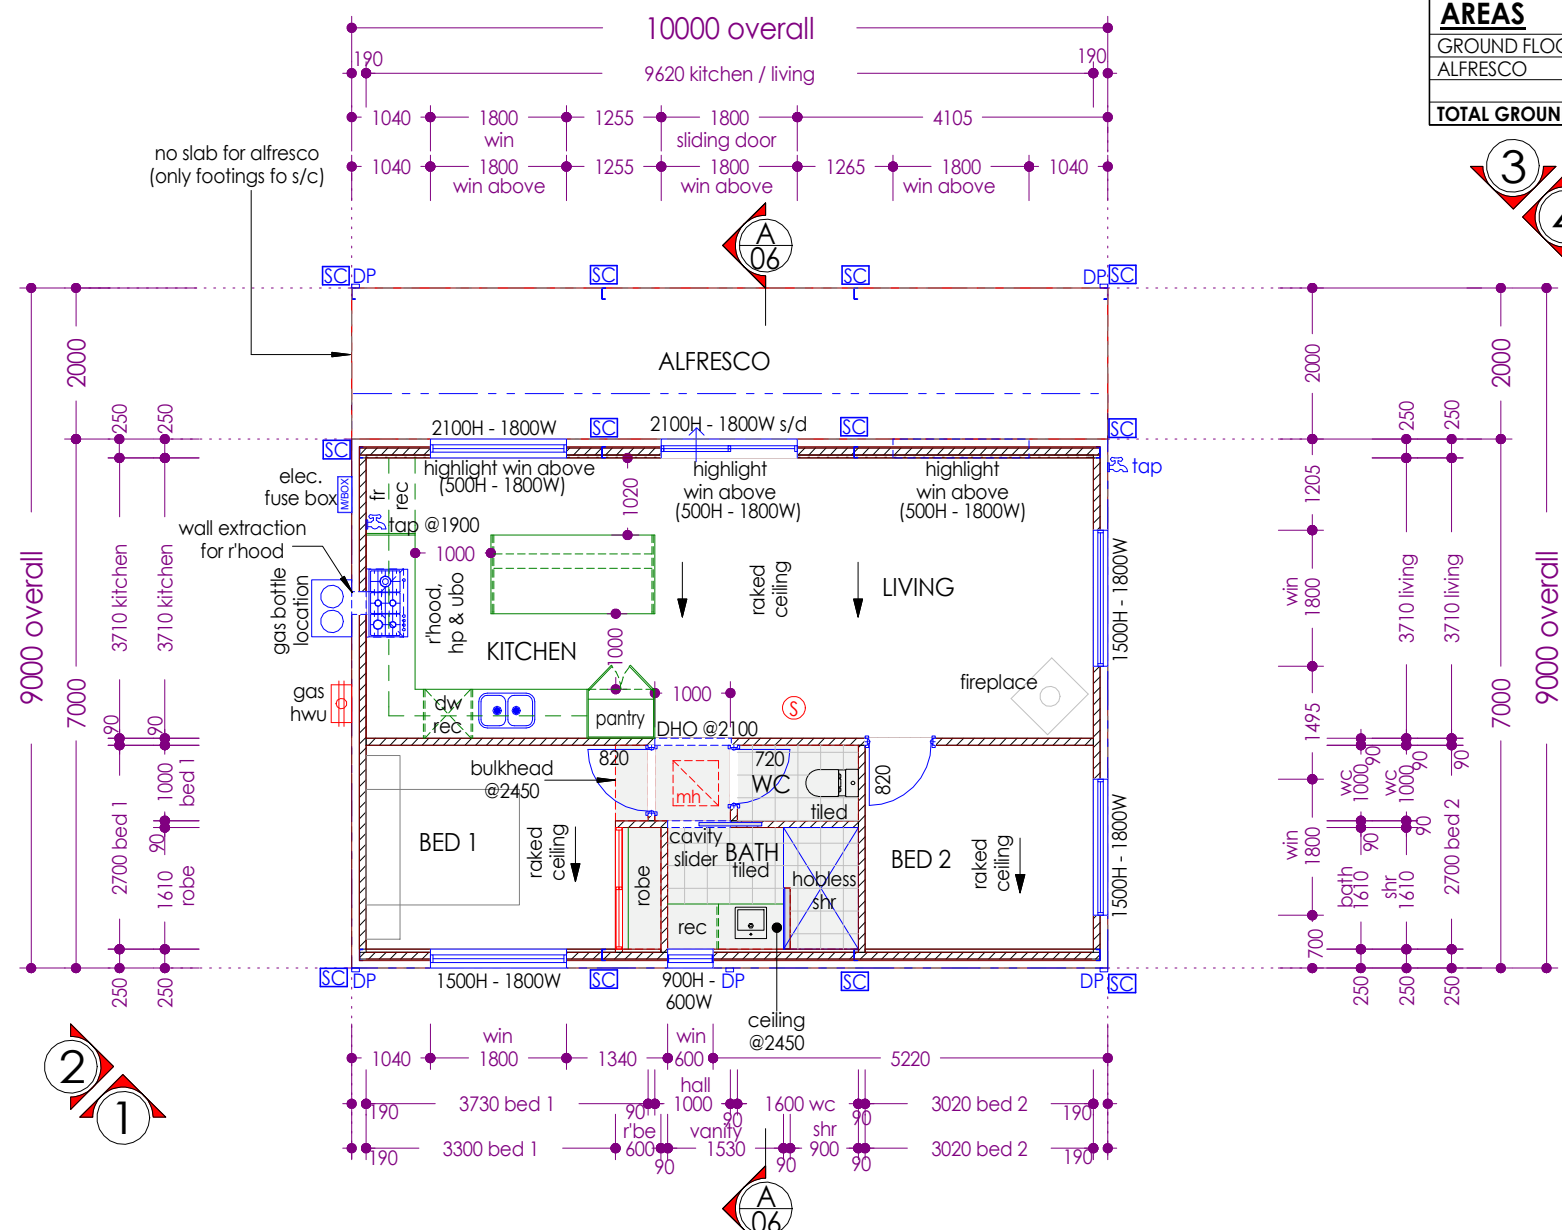 10000 overall
190
9620 kitchen / living
190
1040
1800
win
1255
1800
sliding door
4105
1040
1800
win above
1255
1800
win above
1265
1800
win above
1040
AREAS
GROUND FLOO
ALFRESCO
TOTAL GROUN
3
no slab for alfresco
(only footings fo s/c)
A
06
SC
DP
SC
SC
DP
SC
ALFRESCO
2100H - 1800W
SC
2100H - 1800W s/d
SC
SC
SC
highlight win above
(500H - 1800W)
highlight
win above
(500H - 1800W)
highlight
win above
(500H - 1800W)
tap
elec.
fuse box
M/BOX
fr
rec
tap @1900
1020
wall extraction
for r'hood
1000
gas bottle
location
r'hood,
hp & ubo
raked
ceiling
LIVING
1500H - 1800W
KITCHEN
1000
gas
hwu
dw
rec
pantry
1000
S
fireplace
DHO @2100
820
720
820
bulkhead
@2450
mh
WC
tiled
BED 1
raked
ceiling
cavity
slider
BATH
tiled
robe
hobless
shr
rec
BED 2
raked
ceiling
1500H - 1800W
SC
DP
1500H - 1800W
SC
900H -
600W
DP
SC
SC
ceiling
@2450
9000 overall
2000
7000
250
250
3710 kitchen
3710 kitchen
90
90
2700 bed 1
1000
bed 1
90
1610
robe
250
250
2000
1205
win
1800
1495
win
1800
700
250
250
3710 living
3710 living
90
90
90
wc
1000
wc
1000
90
90
bath
1610
shr
1610
2700 bed 2
250
250
250
2000
7000
9000 overall
2
1
1040
win
1800
1340
win
600
5220
190
3730 bed 1
90
hall
1000
90
1600 wc
90
3020 bed 2
190
190
3300 bed 1
r'be
600
90
vanity
1530
90
shr
900
90
3020 bed 2
190
A
06